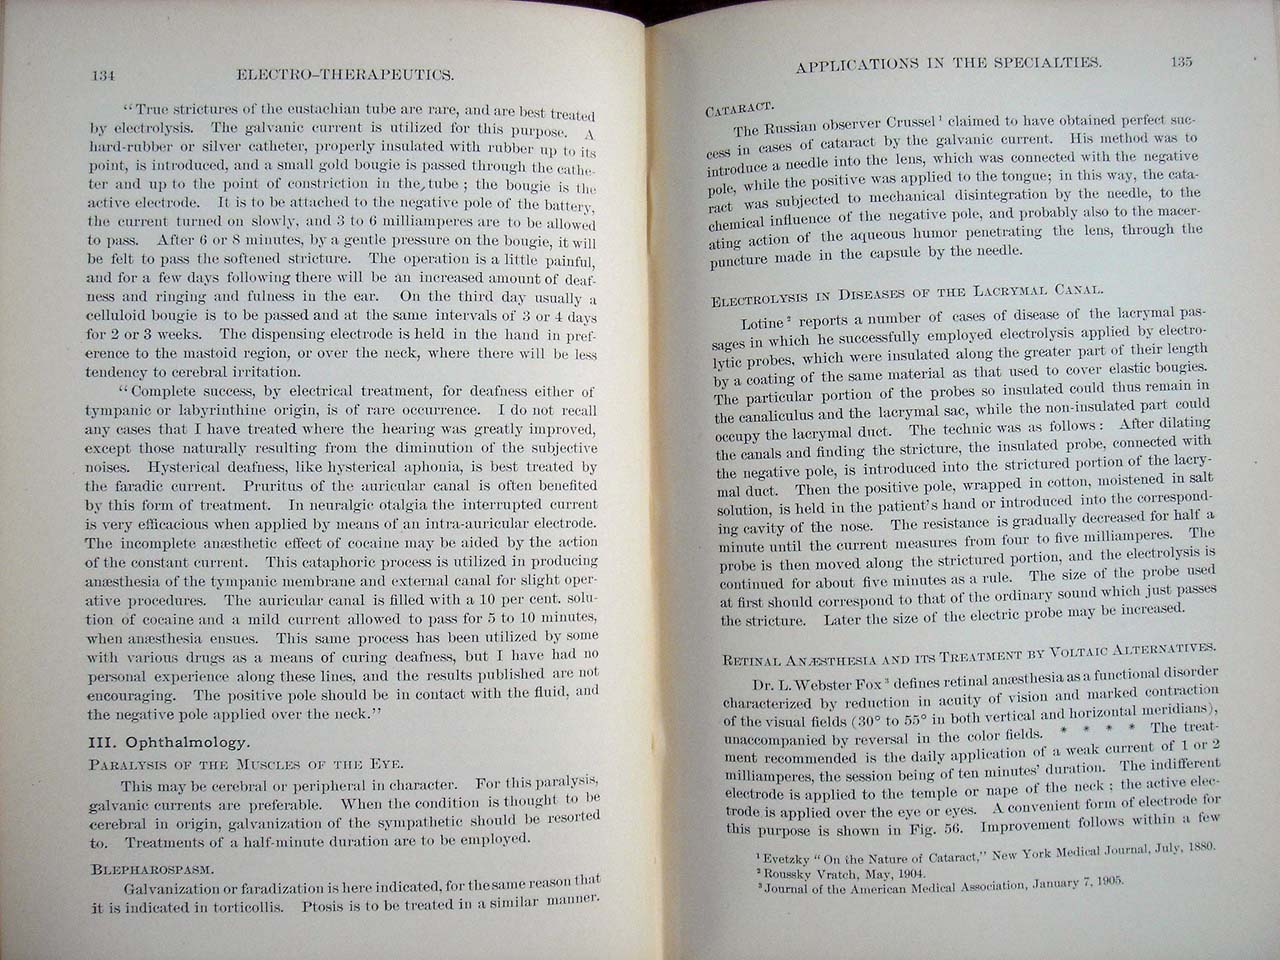 134 ELECTRO-THERAPEUTICS.
“True strictures of the eustachian tube are rare, and are best treated
by electrolysis. The galvanic current is utilized for this purpose. A
hard-rubber or silver catheter, properly insulated with rubber up to its
point, is introduced, and a small gold bougie is passed through the cathe-
ter and up to the point of constriction in the tube; the bougie is the
active electrode. It is to be attached to the negative pole of the battery,
the current turned on slowly, and 3 to 6 milliamperes are to be allowed
to pass. After 6 or 8 minutes, by a gentle pressure on the bougie, it will
be felt to pass the softened stricture. The operation is a little painful,
and for a few days following there will be an increased amount of deaf-
ness and ringing and fulness in the ear. On the third day usually a
celluloid bougie is to be passed and at the same intervals of 3 or 4 days
for 2 or 3 weeks. The dispensing electrode is held in the hand in pref-
erence to the mastoid region, or over the neck, where there will be less
tendency to cerebral irritation.
“Complete success, by electrical treatment, for deafness either of
tympanic or labyrinthine origin, is of rare occurrence. I do not recall
any cases that I have treated where the hearing was greatly improved,
except those naturally resulting from the diminution of the subjective
noises. Hysterical deafness, like hysterical aphonia, is best treated by
the faradic current. Pruritus of the auricular canal is often benefited
by this form of treatment. In neuralgic otalgia the interrupted current
is very efficacious when applied by means of an intra-auricular electrode.
The incomplete anæsthetic effect of cocaine may be aided by the action
of the constant current. This cataphoric process is utilized in producing
anæsthesia of the tympanic membrane and external canal for slight oper-
ative procedures. The auricular canal is filled with a 10 per cent. solu-
tion of cocaine and a mild current allowed to pass for 5 to 10 minutes,
when anæsthesia ensues. This same process has been utilized by some
with various drugs as a means of curing deafness, but I have had no
personal experience along these lines, and the results published are not
encouraging. The positive pole should be in contact with the fluid, and
the negative pole applied over the neck.”
III. Ophthalmology.
PARALYSIS OF THE MUSCLES OF THE EYE.
This may be cerebral or peripheral in character. For this paralysis,
galvanic currents are preferable. When the condition is thought to be
cerebral in origin, galvanization of the sympathetic should be resorted
to. Treatments of a half-minute duration are to be employed.
BLEPHAROSPASM.
Galvanization or faradization is here indicated, for the same reason that
it is indicated in torticollis. Ptosis is to be treated in a similar manner.
APPLICATIONS IN THE SPECIALTIES. 135
CATARACT.
The Russian observer Crussel¹ claimed to have obtained perfect suc-
cess in cases of cataract by the galvanic current. His method was to
introduce a needle into the lens, which was connected with the negative
pole, while the positive was applied to the tongue; in this way, the cata-
ract was subjected to mechanical disintegration by the needle, to the
chemical influence of the negative pole, and probably also to the macer-
ating action of the aqueous humor penetrating the lens, through the
puncture made in the capsule by the needle.
ELECTROLYSIS IN DISEASES OF THE LACRYMAL CANAL.
Lotine² reports a number of cases of disease of the lacrymal pas-
sages in which he successfully employed electrolysis applied by electro-
lytic probes, which were insulated along the greater part of their length
by a coating of the same material as that used to cover elastic bougies.
The particular portion of the probes so insulated could thus remain in
the canaliculus and the lacrymal sac, while the non-insulated part could
occupy the lacrymal duct. The technic was as follows: After dilating
the canals and finding the stricture, the insulated probe, connected with
the negative pole, is introduced into the strictured portion of the lacry-
mal duct. Then the positive pole, wrapped in cotton, moistened in salt
solution, is held in the patient’s hand or introduced into the correspond-
ing cavity of the nose. The resistance is gradually decreased for half a
minute until the current measures from four to five milliamperes. The
probe is then moved along the strictured portion, and the electrolysis is
continued for about five minutes as a rule. The size of the probe used
at first should correspond to that of the ordinary sound which just passes
the stricture. Later the size of the electric probe may be increased.
RETINAL ANÆSTHESIA AND ITS TREATMENT BY VOLTAIC ALTERNATIVES.
Dr. L. Webster Fox³ defines retinal anæsthesia as a functional disorder
characterized by reduction in acuity of vision and marked contraction
of the visual fields (30° to 55° in both vertical and horizontal meridians),
unaccompanied by reversal in the color fields. * * * * The treat-
ment recommended is the daily application of a weak current of 1 or 2
milliamperes, the session being of ten minutes’ duration. The indifferent
electrode is applied to the temple or nape of the neck; the active elec-
trode is applied over the eye or eyes. A convenient form of electrode for
this purpose is shown in Fig. 56. Improvement follows within a few
¹ Evetzky “On the Nature of Cataract,” New York Medical Journal, July, 1880.
² Roussky Vratch, May, 1904.
³ Journal of the American Medical Association, January 7, 1905.